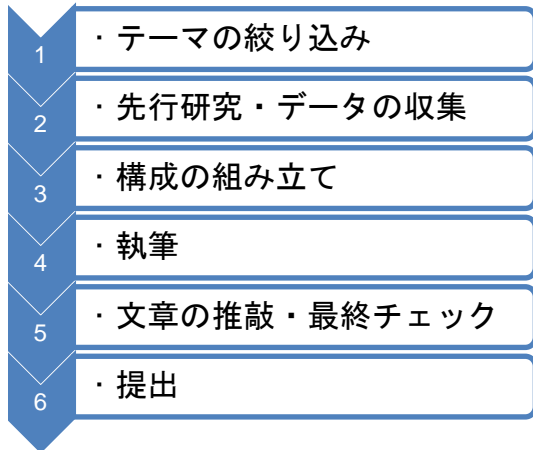 1
・テーマの絞り込み
2
・先行研究・データの収集
3
・構成の組み立て
4
・執筆
5
・文章の推敲・最終チェック
6
・提出